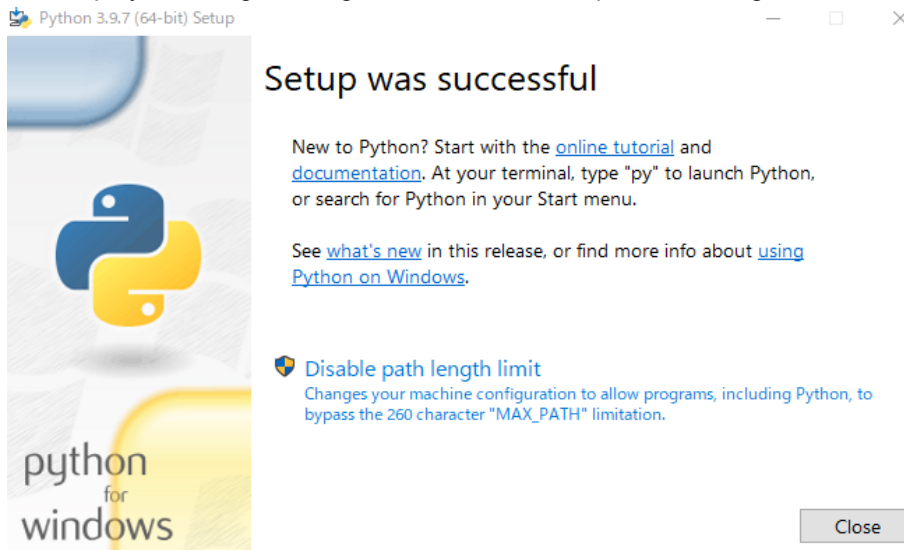 Python 3.9.7 (64-bit) Setup
Setup was successful
New to Python? Start with the online tutorial and
documentation. At your terminal, type "py" to launch Python,
or search for Python in your Start menu.
See what's new in this release, or find more info about using
Python on Windows.
Disable path length limit
Changes your machine configuration to allow programs, including Python, to
bypass the 260 character "MAX_PATH" limitation.
python
for
windows
Close